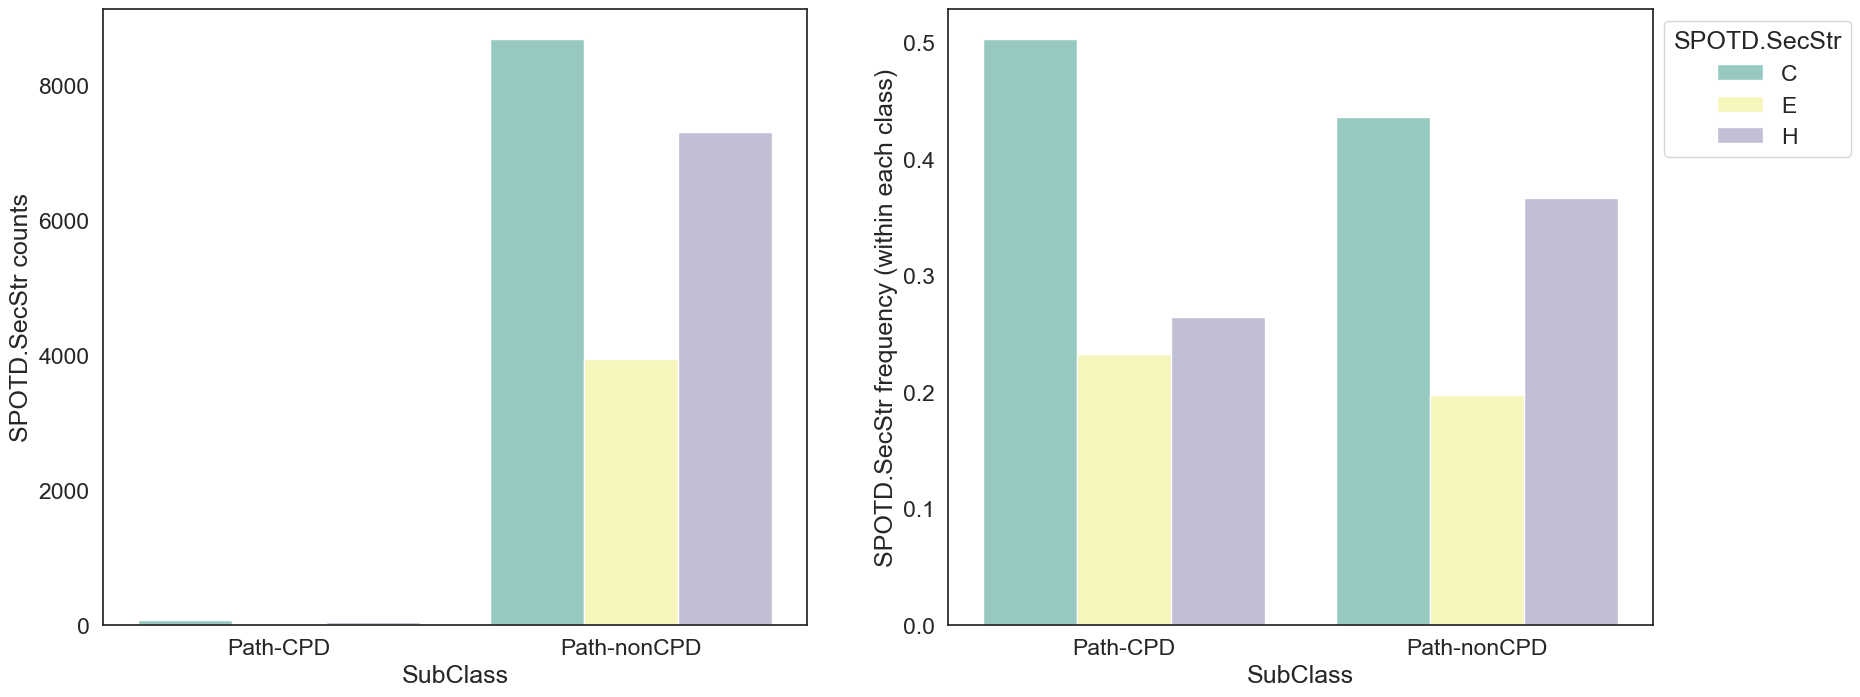 SPOTD.SecStr counts
8000
6000
4000
2000
0
Path-CPD
Path-nonCPD
SubClass
SPOTD.SecStr frequency (within each class)
0.5
0.4
0.3
0.2
0.1
0.0
Path-CPD
Path-nonCPD
SubClass
SPOTD.SecStr
C
E
H